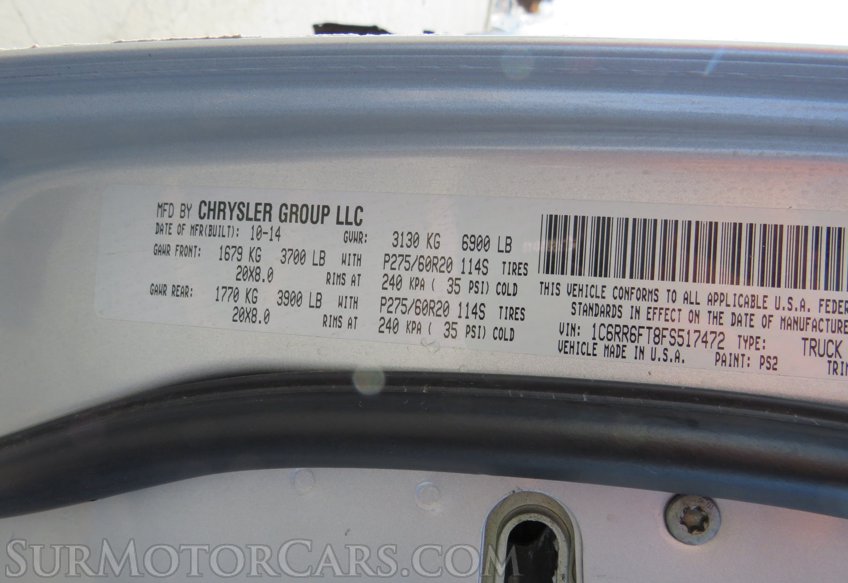 MFD BY CHRYSLER GROUP LLC
DATE OF MFR(BUILT): 10-14 GVWR: 3130 KG 6900 LB
GAWR FRONT: 1679 KG 3700 LB WITH P275/60R20 114S TIRES
20X8.0 RIMS AT 240 KPA ( 35 PSI) COLD
GAWR REAR: 1770 KG 3900 LB WITH P275/60R20 114S TIRES
20X8.0 RIMS AT 240 KPA ( 35 PSI) COLD
THIS VEHICLE CONFORMS TO ALL APPLICABLE U.S.A. FEDER
STANDARDS IN EFFECT ON THE DATE OF MANUFACTURE
VIN: 1C6RR6FT8FS517472 TYPE: TRUCK
VEHICLE MADE IN U.S.A. PAINT: PS2 TRIM
SurMotorCars.com